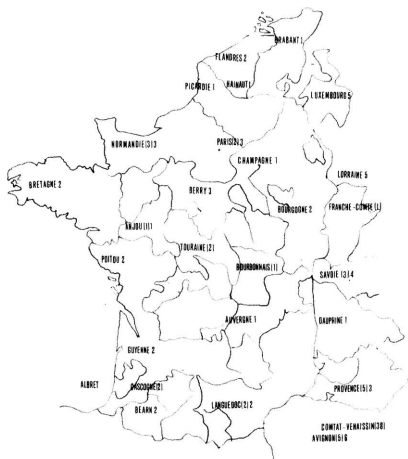 BRABANT 1
FLANDRES 2
PICARDIE 1
HAINAUT 1
LUXEMBOURG 5
NORMANDIE(3)3
PARIS(2)3
CHAMPAGNE 1
LORRAINE 5
BRETAGNE 2
BERRY 3
BOURGOGNE 2
FRANCHE-COMTE(1)
ANJOU(1)1
TOURAINE(2)
POITOU 2
BOURBONNAIS(1)
SAVOIE (3)4
AUVERGNE 1
DAUPHINE 1
GUYENNE 2
ALBRET
GASCOGNE(2)
PROVENCE(5)3
BEARN 2
LANGUEDOC(2)2
COMTAT-VENAISSIN(38)
AVIGNON(5)6